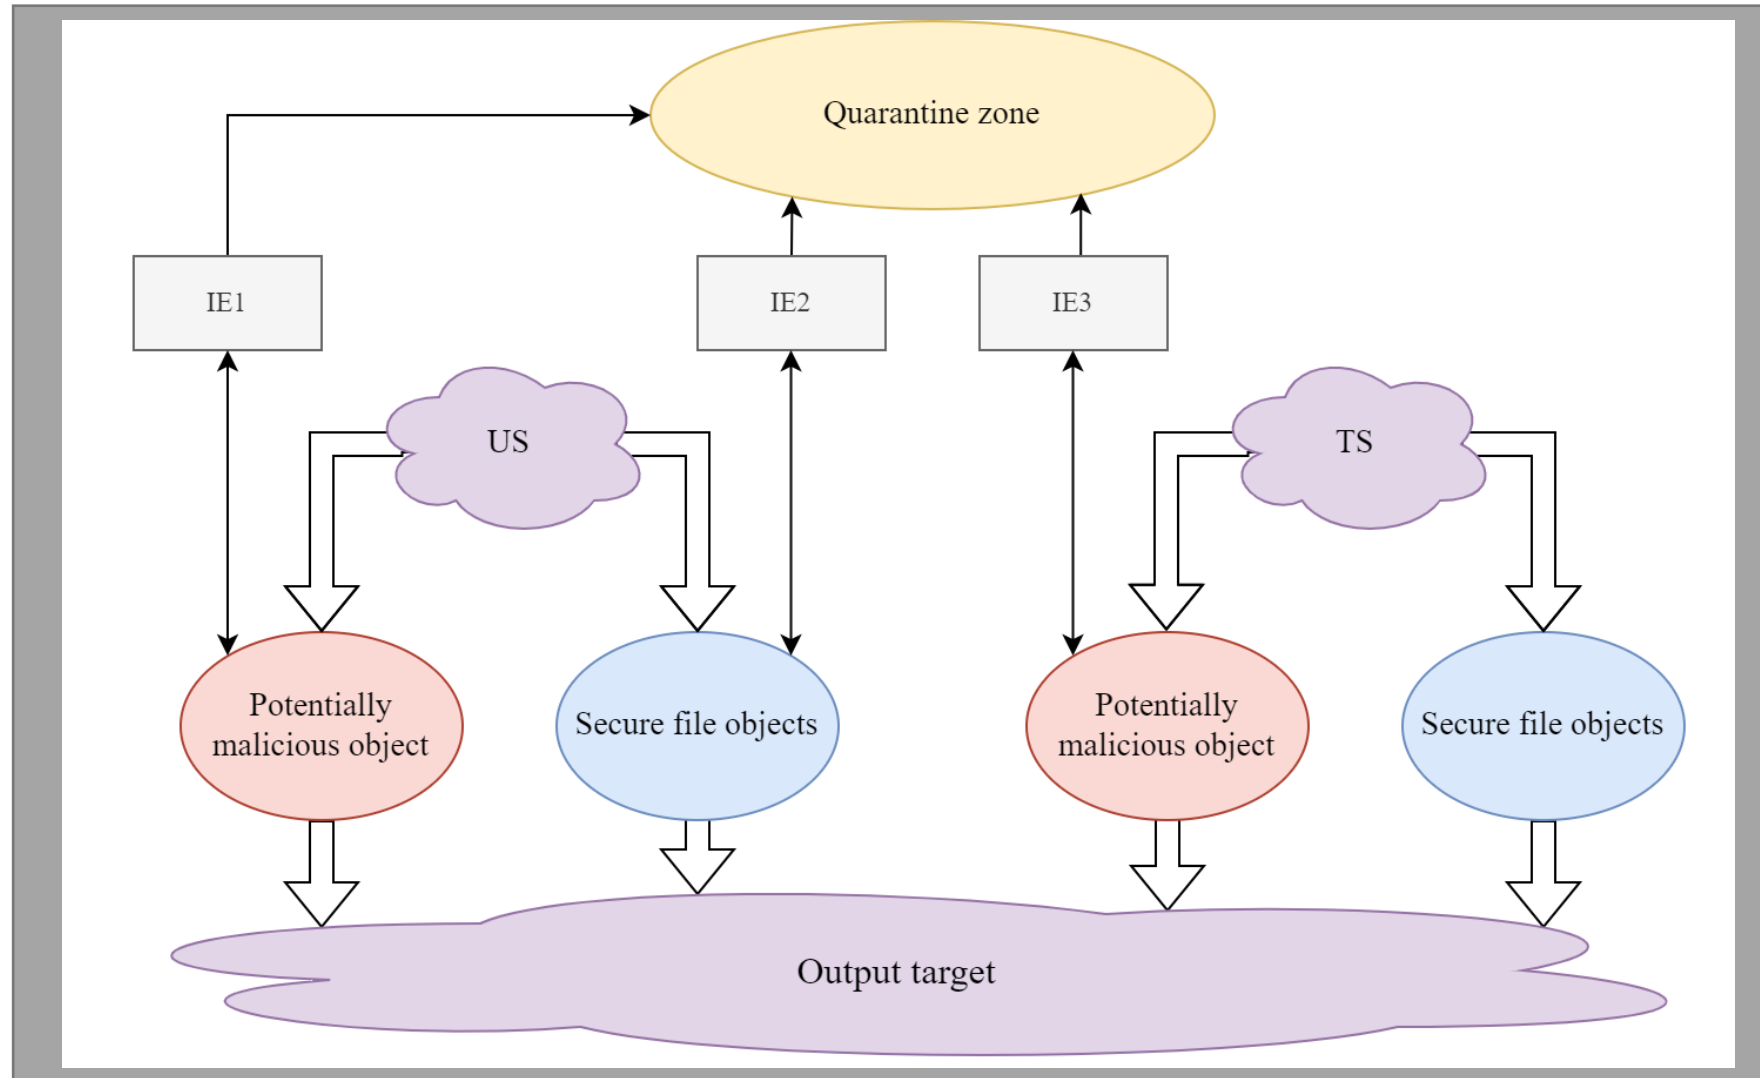 Quarantine zone
IE1
IE2
IE3
US
TS
Potentially
malicious object
Secure file objects
Potentially
malicious object
Secure file objects
Output target